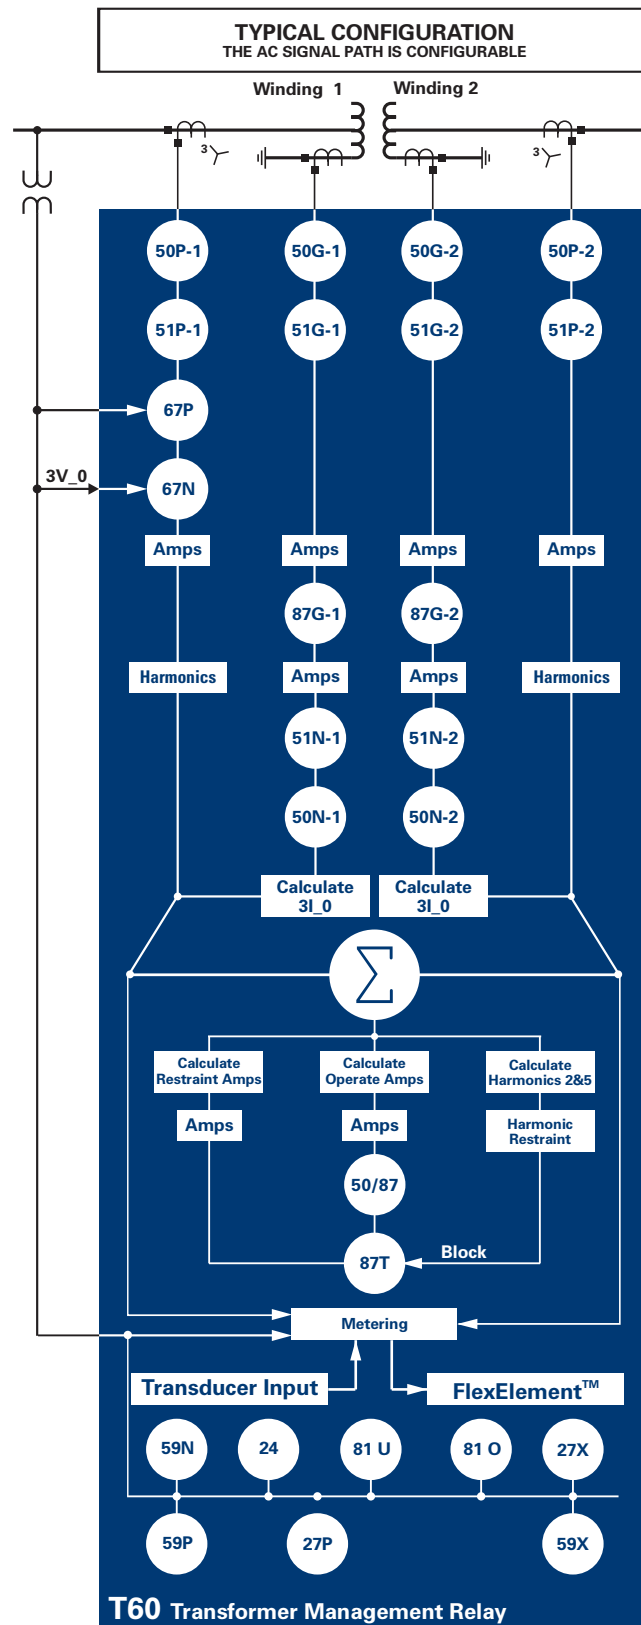 TYPICAL CONFIGURATION
THE AC SIGNAL PATH IS CONFIGURABLE
Winding 1
Winding 2
3
3
50P-1
50G-1
50G-2
50P-2
51P-1
51G-1
51G-2
51P-2
67P
3V_0
67N
Amps
Amps
Amps
Amps
87G-1
87G-2
Harmonics
Amps
Amps
Harmonics
51N-1
51N-2
50N-1
50N-2
Calculate
3I_0
Calculate
3I_0
Σ
Calculate
Restraint Amps
Calculate
Operate Amps
Calculate
Harmonics 2&5
Amps
Amps
Harmonic
Restraint
50/87
87T
Block
Metering
Transducer Input
FlexElement™
59N
24
81 U
81 O
27X
59P
27P
59X
T60 Transformer Management Relay